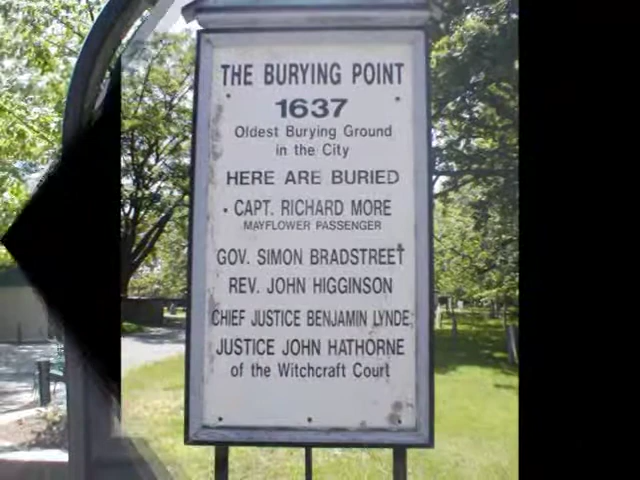 THE BURYING POINT
1637
Oldest Burying Ground
in the City
HERE ARE BURIED
• CAPT. RICHARD MORE
MAYFLOWER PASSENGER
GOV. SIMON BRADSTREET
REV. JOHN HIGGINSON
CHIEF JUSTICE BENJAMIN LYNDE
JUSTICE JOHN HATHORNE
of the Witchcraft Court